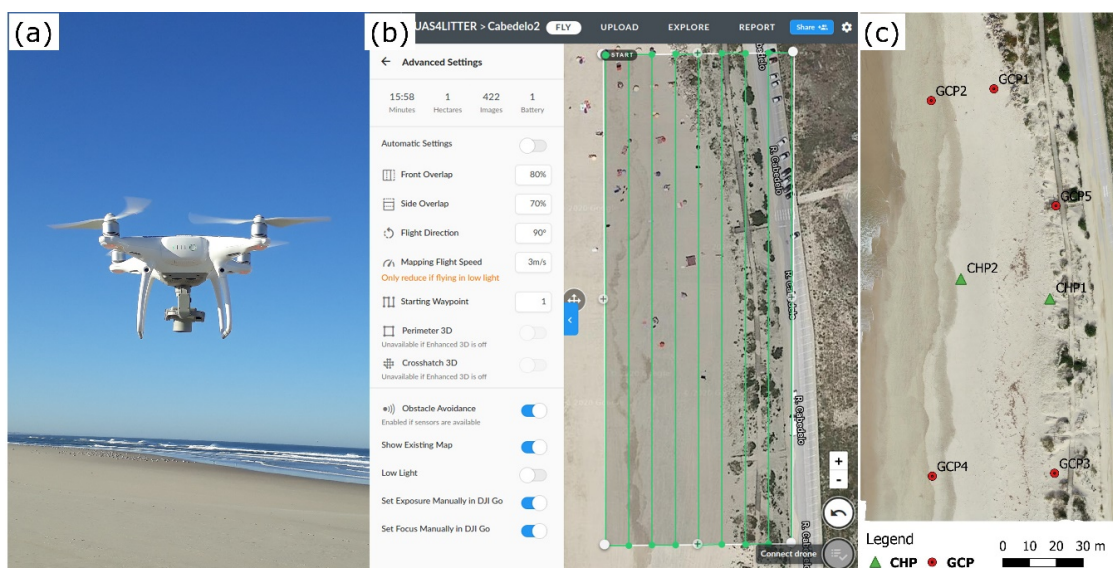 (a)
(b)
UAS4LITTER > Cabedelo2 FLY UPLOAD EXPLORE REPORT Share
Advanced Settings
15:58 1 422 1
Minutes Hectares Images Battery
Automatic Settings
Front Overlap 80%
Side Overlap 70%
Flight Direction 90°
Mapping Flight Speed 3m/s
Only reduce if flying in low light
Starting Waypoint 1
Perimeter 3D
Unavailable if Enhanced 3D is off
Crosshatch 3D
Unavailable if Enhanced 3D is off
Obstacle Avoidance
Enabled if sensors are available
Show Existing Map
Low Light
Set Exposure Manually in DJI Go
Set Focus Manually in DJI Go
START
R. Cabedelo
R. Cabedelo
R. Cabedelo
R. Cabedelo
+
-
Connect drone
(c)
GCP1
GCP2
GCP5
CHP2
CHP1
GCP4
GCP3
Legend
CHP GCP
0 10 20 30 m